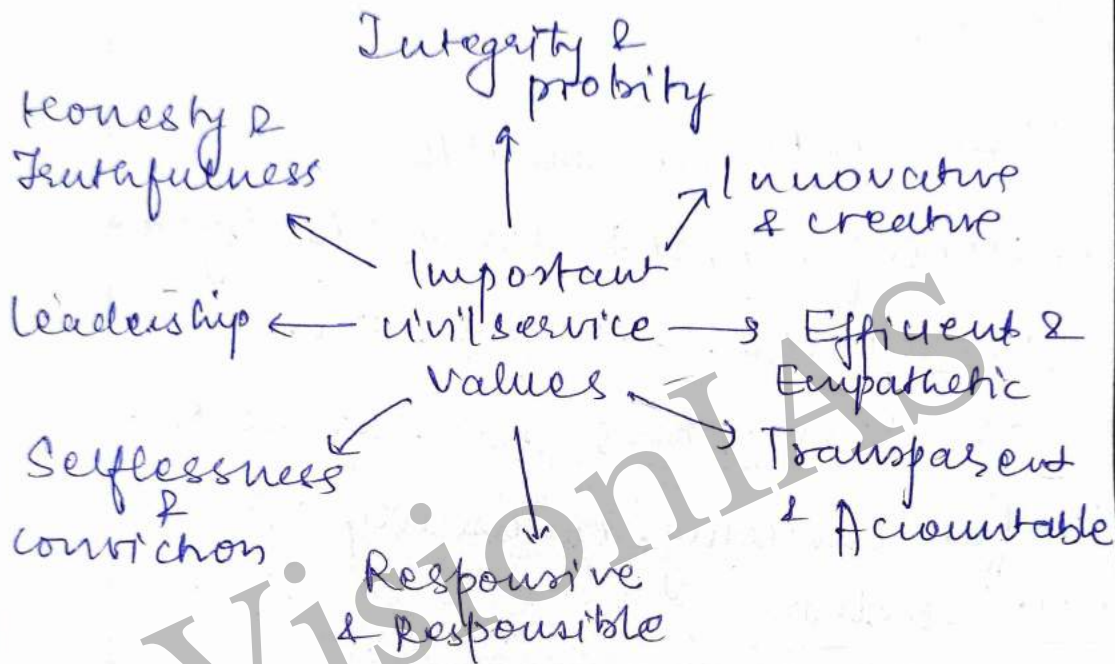 Integrity &
probity
Honesty &
Truthfulness
Innovative
& creative
Important
civil service
values
Leadership
Efficient &
Empathetic
Selflessness
&
conviction
Transparent
& Accountable
Responsive
& Responsible
VisionIAS